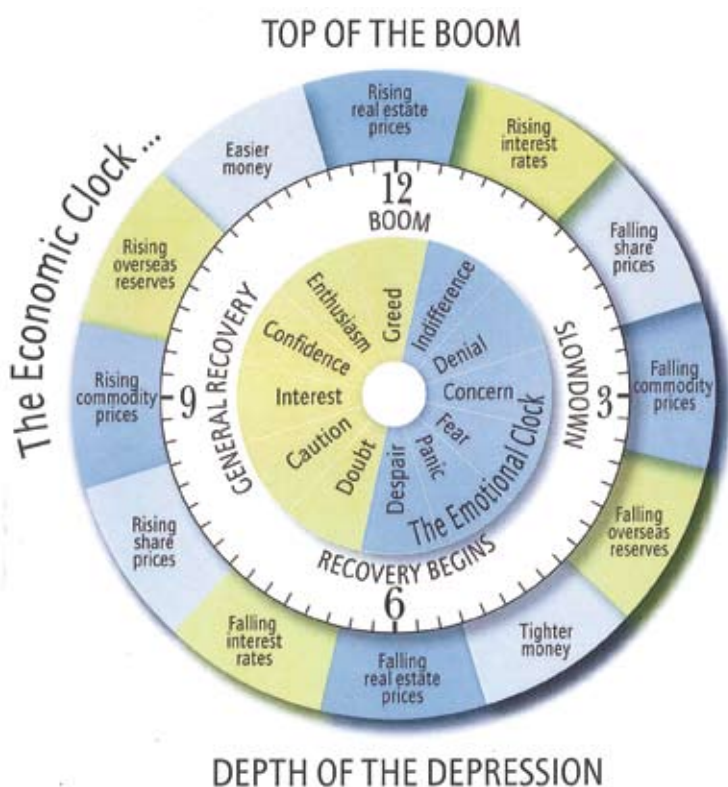 TOP OF THE BOOM
The Economic Clock ...
Rising
real estate
prices
Rising
interest
rates
Falling
share
prices
Falling
commodity
prices
Falling
overseas
reserves
Tighter
money
Falling
real estate
prices
Falling
interest
rates
Rising
share
prices
Rising
commodity
prices
Rising
overseas
reserves
Easier
money
12
BOOM
3
SLOWDOWN
6
RECOVERY BEGINS
9
GENERAL RECOVERY
Greed
Indifference
Denial
Concern
Fear
Panic
Despair
Doubt
Caution
Interest
Confidence
Enthusiasm
The Emotional Clock
DEPTH OF THE DEPRESSION